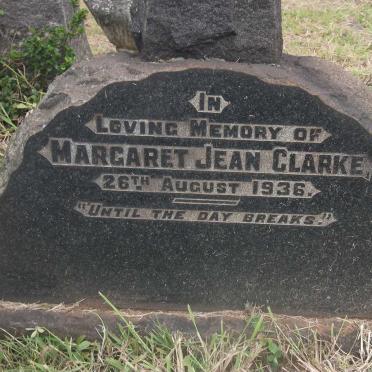 In
Loving Memory of
Margaret Jean Clarke
26th August 1936.
"Until the day breaks."